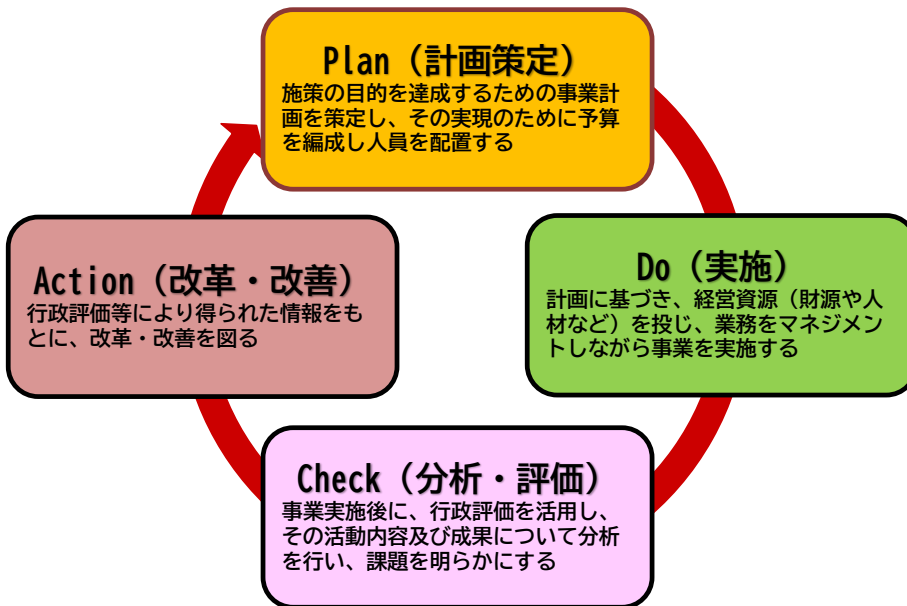 Plan（計画策定）
施策の目的を達成するための事業計
画を策定し、その実現のために予算
を編成し人員を配置する
Do（実施）
計画に基づき、経営資源（財源や人
材など）を投じ、業務をマネジメン
トしながら事業を実施する
Check（分析・評価）
事業実施後に、行政評価を活用し、
その活動内容及び成果について分析
を行い、課題を明らかにする
Action（改革・改善）
行政評価等により得られた情報をも
とに、改革・改善を図る